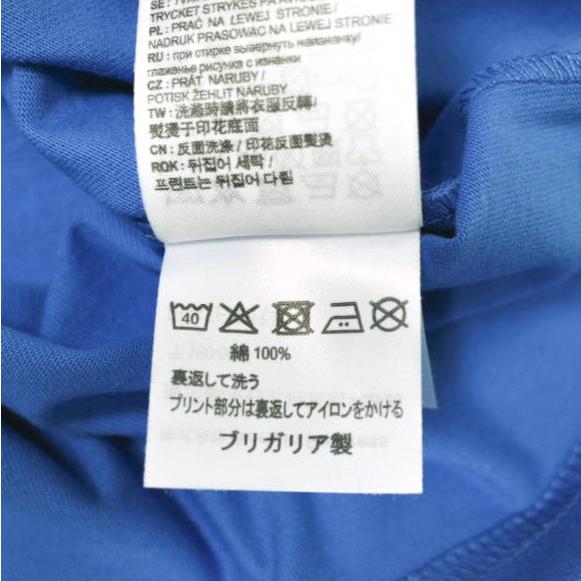 TRYCKET STRYKES PÅ AVIGSIDAN
PL : PRAĆ NA LEWEJ STRONIE /
NADRUK PRASOWAĆ NA LEWEJ STRONIE /
RU : при стирке вывернуть наизнанку/
глаженье рисунка с изнанки
CZ : PRÁT NARUBY /
POTISK ŽEHLIT NARUBY
TW : 洗滌時請將衣服反轉/
熨燙于印花底面
CN : 反面洗涤 / 印花反面熨烫
ROK : 뒤집어 세탁 /
프린트는 뒤집어 다림
40
綿 100%
裏返して洗う
プリント部分は裏返してアイロンをかける
ブリガリア製